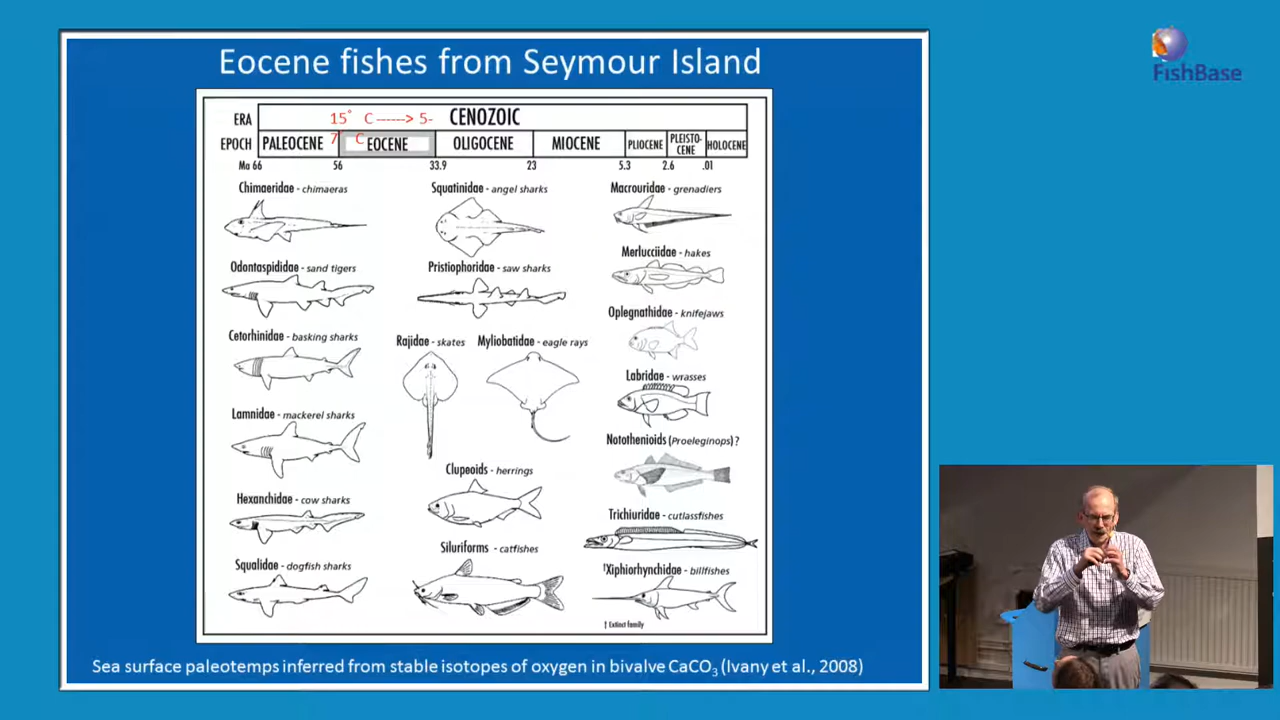 Eocene fishes from Seymour Island
FishBase
ERA
15° C ------> 5-
CENOZOIC
7° C
EPOCH PALEOCENE EOCENE OLIGOCENE MIOCENE PLIOCENE PLEISTO-
CENE HOLOCENE
Ma 66 56 33.9 23 5.3 2.6 .01
Chimaeridae - chimaeras
Squatinidae - angel sharks
Macrouridae - grenadiers
Merlucciidae - hakes
Odontaspididae - sand tigers
Pristiophoridae - saw sharks
Oplegnathidae - knifejaws
Cetorhinidae - basking sharks
Rajidae - skates
Myliobatidae - eagle rays
Labridae - wrasses
Lamnidae - mackerel sharks
Notothenioids (Proeleginops)?
Clupeoids - herrings
Hexanchidae - cow sharks
Trichiuridae - cutlassfishes
Siluriforms - catfishes
Squalidae - dogfish sharks
†Xiphiorhynchidae - billfishes
† Extinct family
Sea surface paleotemps inferred from stable isotopes of oxygen in bivalve CaCO3 (Ivany et al., 2008)